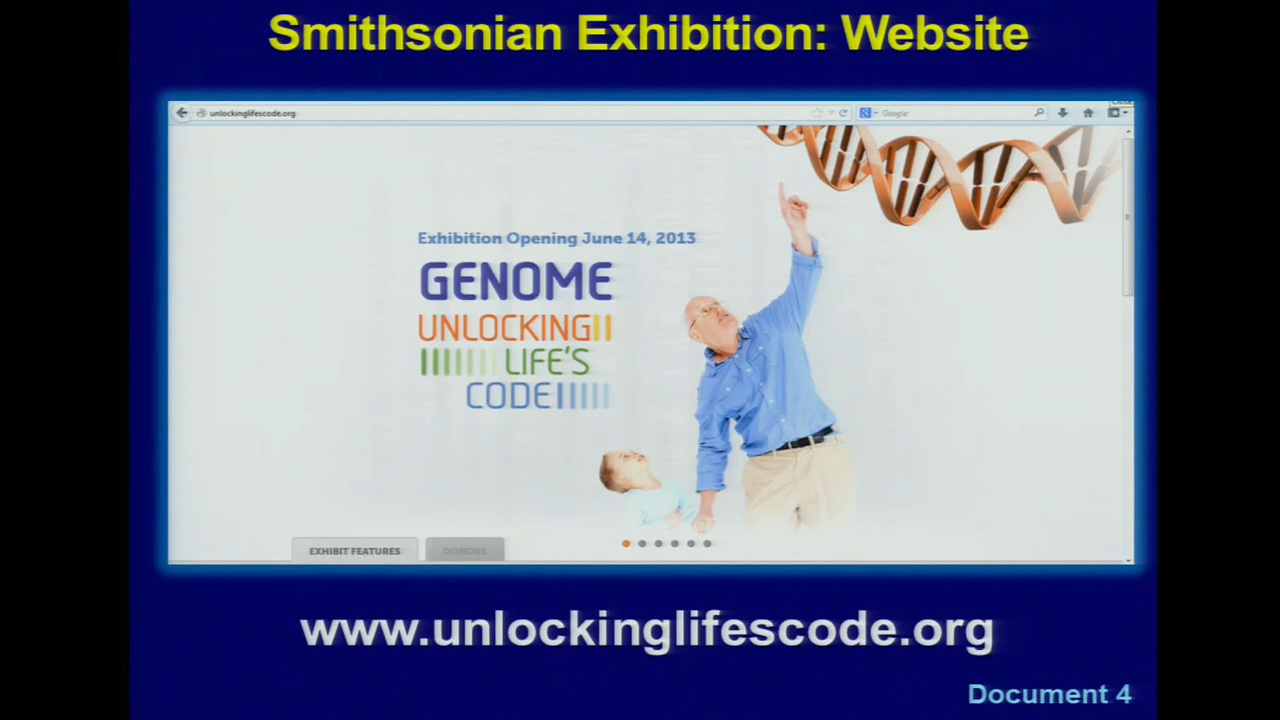 Smithsonian Exhibition: Website
unlockinglifescode.org
Google
Exhibition Opening June 14, 2013
GENOME
UNLOCKING
LIFE'S
CODE
EXHIBIT FEATURES
DONORS
www.unlockinglifescode.org
Document 4